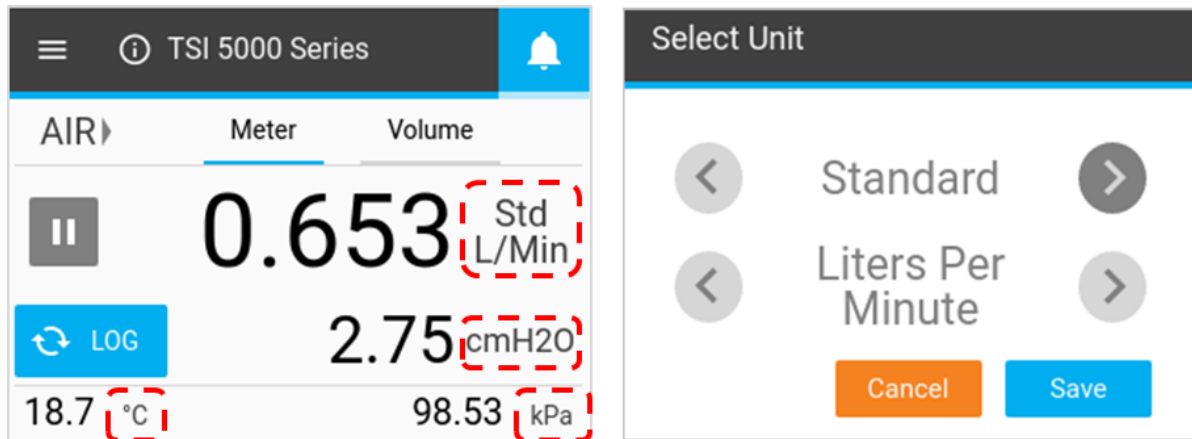 TSI 5000 Series
AIR Meter Volume
0.653 Std L/Min
LOG 2.75 cmH2O
18.7 °C 98.53 kPa
Select Unit
Standard
Liters Per
Minute
Cancel Save